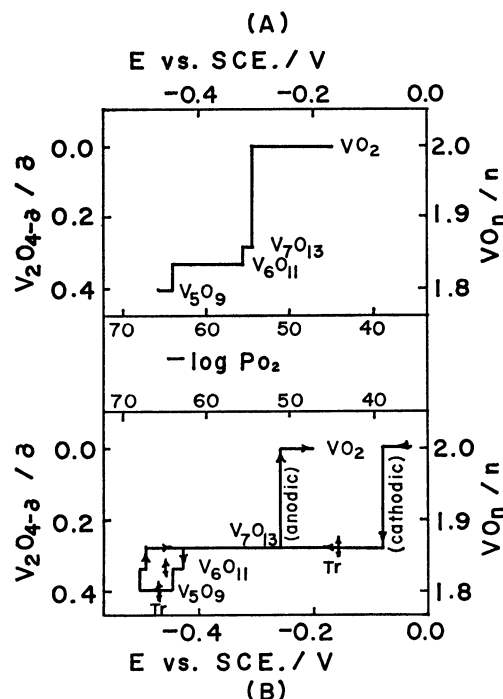 (A)
E vs. SCE./ V
-0.4 -0.2 0.0
V2O4-∂ / ∂
0.0
0.2
0.4
VO2
V7O13
V6O11
V5O9
2.0
1.9
1.8
VOn / n
70 60 50 40
-log Po2
70 60 50 40
V2O4-∂ / ∂
0.0
0.2
0.4
VO2
(anodic)
(cathodic)
V7O13
V6O11
V5O9
Tr
Tr
2.0
1.9
1.8
VOn / n
-0.4 -0.2 0.0
E vs. SCE./ V
(B)